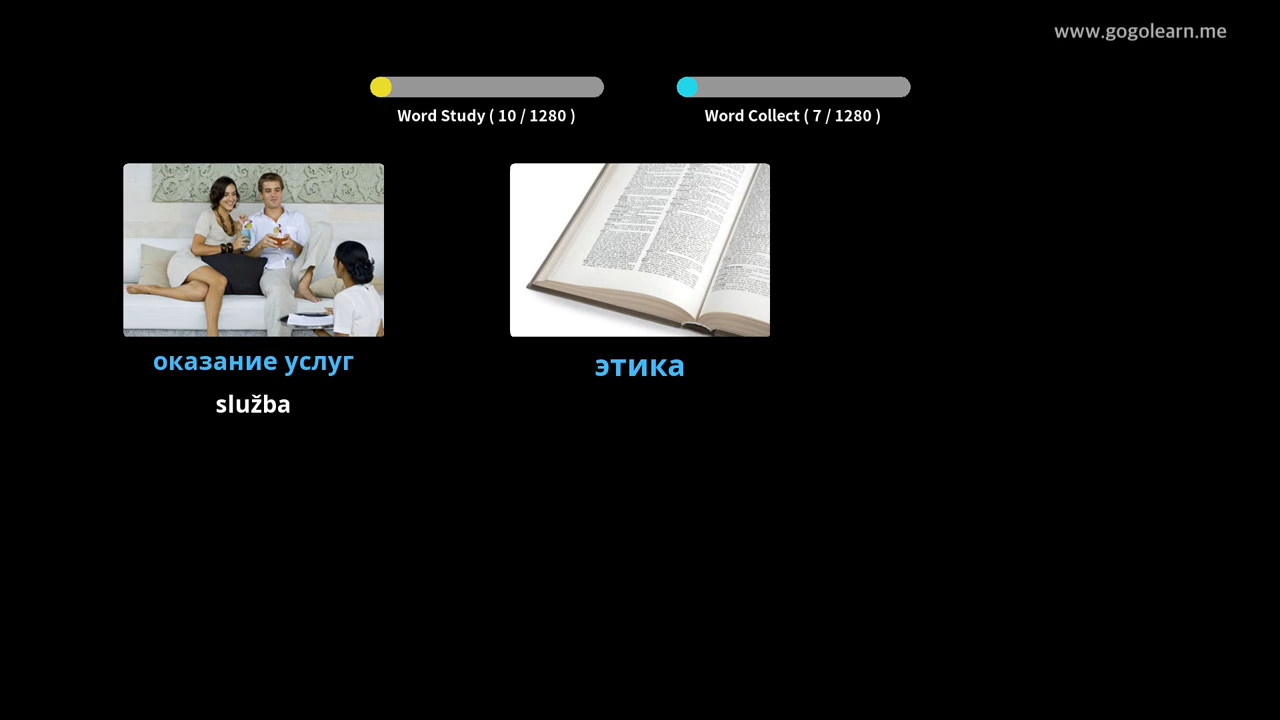 www.gogolearn.me
Word Study ( 10 / 1280 )
Word Collect ( 7 / 1280 )
оказание услуг
služba
этика